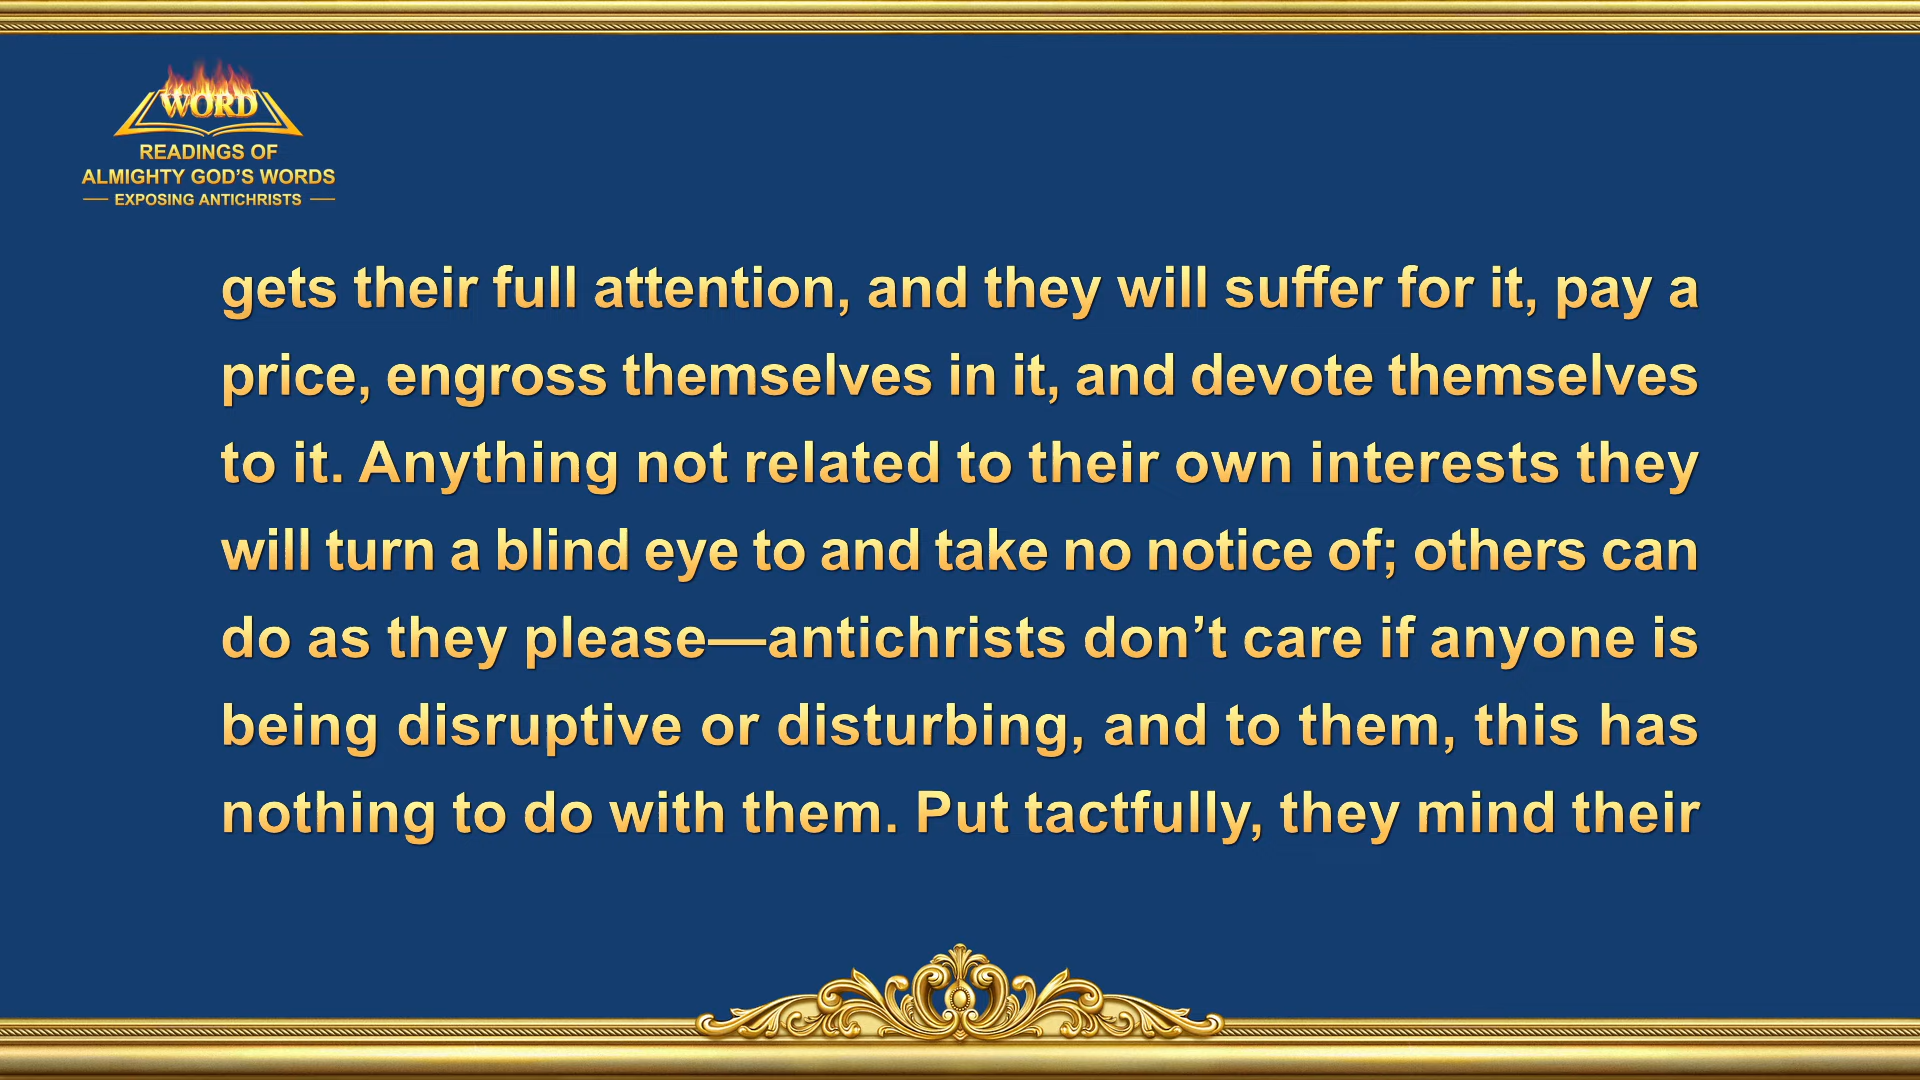 WORD
READINGS OF
ALMIGHTY GOD’S WORDS
EXPOSING ANTICHRISTS
gets their full attention, and they will suffer for it, pay a
price, engross themselves in it, and devote themselves
to it. Anything not related to their own interests they
will turn a blind eye to and take no notice of; others can
do as they please—antichrists don’t care if anyone is
being disruptive or disturbing, and to them, this has
nothing to do with them. Put tactfully, they mind their